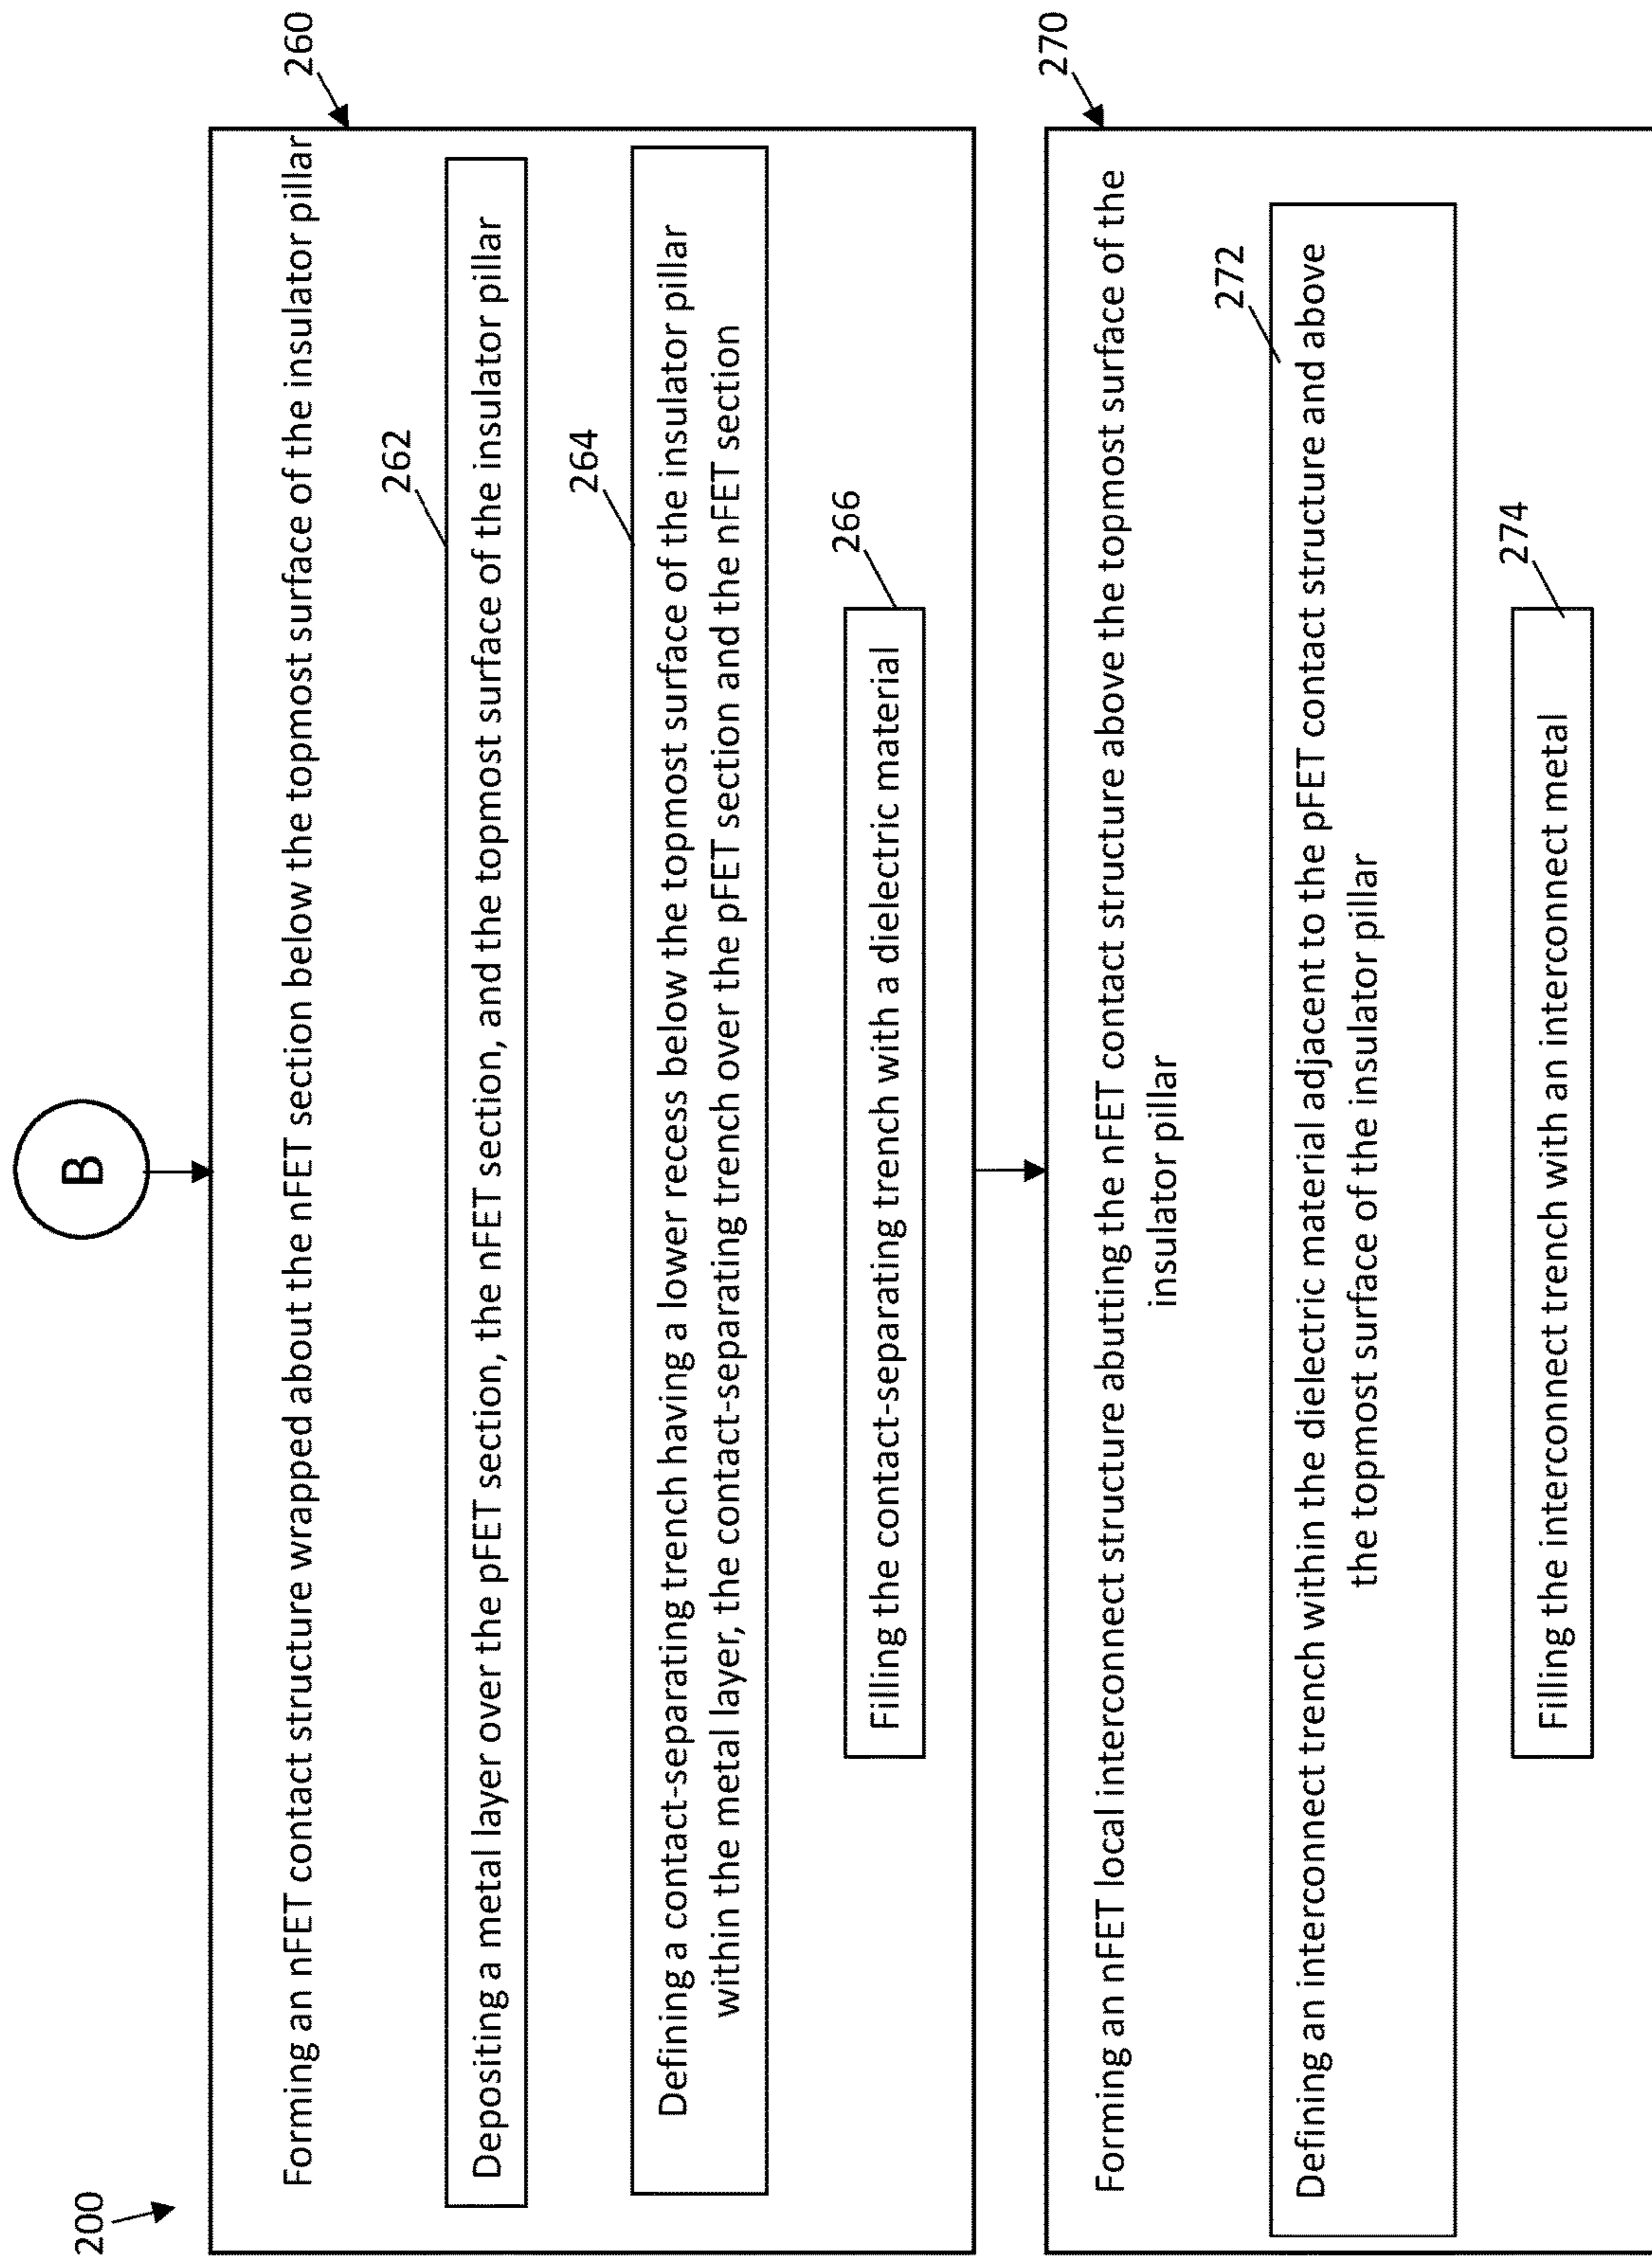 200
B
260
Forming an nFET contact structure wrapped about the nFET section below the topmost surface of the insulator pillar
262
Depositing a metal layer over the pFET section, the nFET section, and the topmost surface of the insulator pillar
264
Defining a contact-separating trench having a lower recess below the topmost surface of the insulator pillar
within the metal layer, the contact-separating trench over the pFET section and the nFET section
266
Filling the contact-separating trench with a dielectric material
270
Forming an nFET local interconnect structure abutting the nFET contact structure above the topmost surface of the
insulator pillar
272
Defining an interconnect trench within the dielectric material adjacent to the pFET contact structure and above
the topmost surface of the insulator pillar
274
Filling the interconnect trench with an interconnect metal